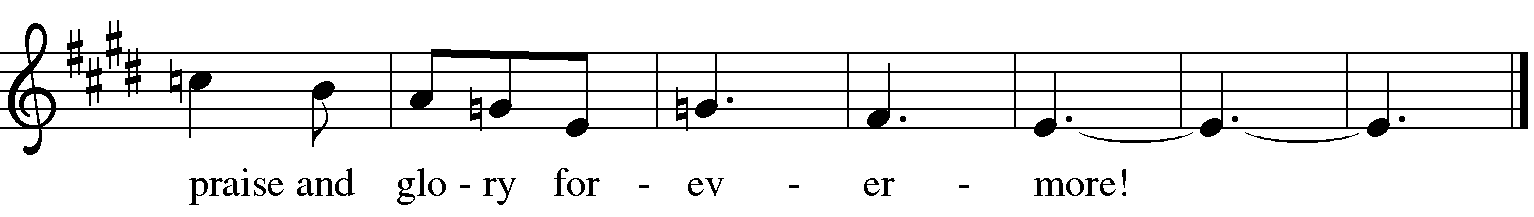 praise and glo - ry for - ev - er - more!